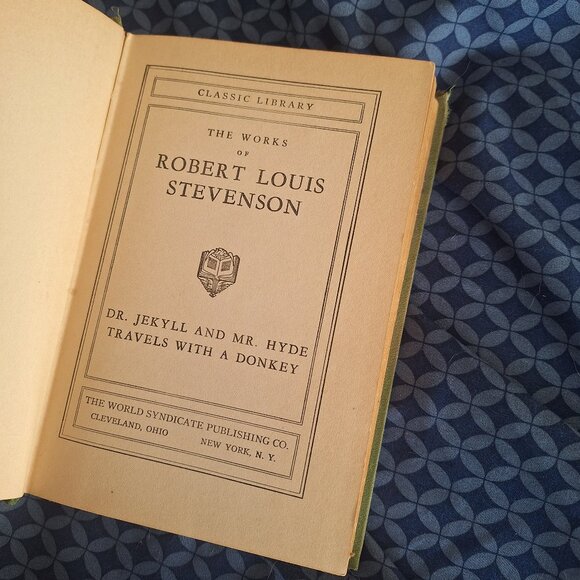 CLASSIC LIBRARY
THE WORKS
OF
ROBERT LOUIS
STEVENSON
DR. JEKYLL AND MR. HYDE
TRAVELS WITH A DONKEY
THE WORLD SYNDICATE PUBLISHING CO.
CLEVELAND, OHIO NEW YORK, N. Y.